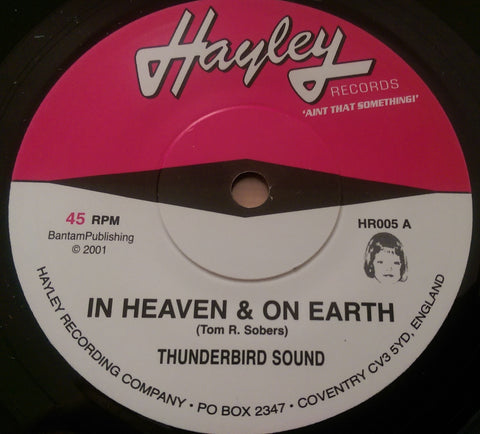 Hayley
RECORDS
'AINT THAT SOMETHING!'
45 RPM
BantamPublishing
© 2001
HR005 A
IN HEAVEN & ON EARTH
(Tom R. Sobers)
THUNDERBIRD SOUND
HAYLEY RECORDING COMPANY • PO BOX 2347 • COVENTRY CV3 5YD, ENGLAND